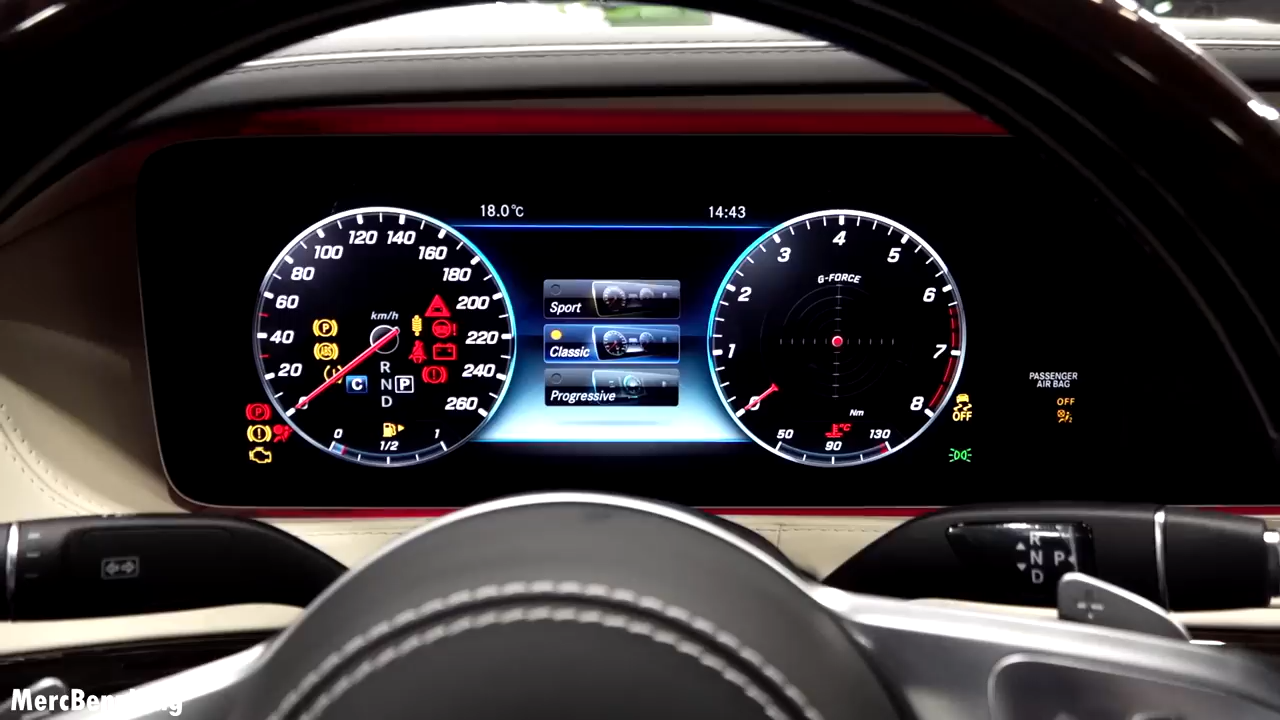 18.0°C
14:43
km/h
20
40
60
80
100
120
140
160
180
200
220
240
260
P
ABS
C
R
N
D
P
P
0
1/2
1
Sport
Classic
Progressive
G-FORCE
1
2
3
4
5
6
7
8
Nm
°C
50
90
130
OFF
PASSENGER
AIR BAG
OFF
R
N
D
P